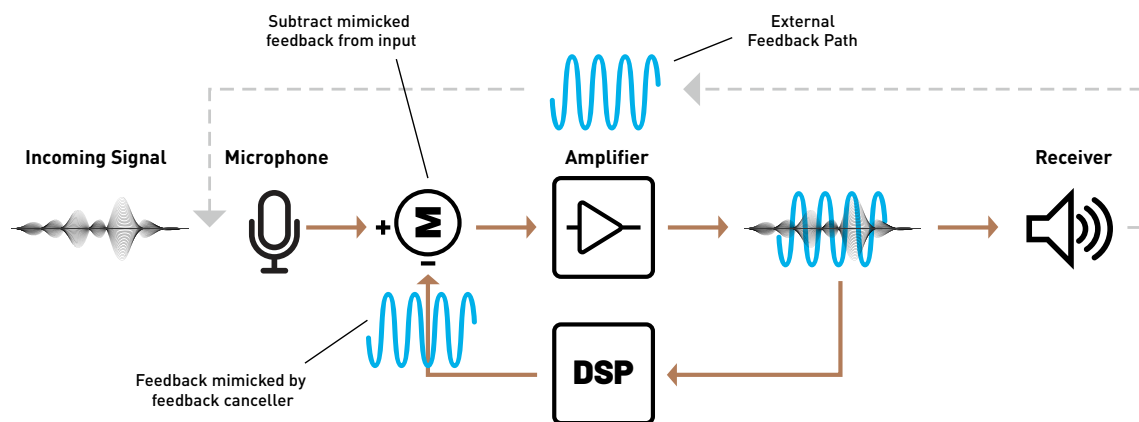 Subtract mimicked
feedback from input
External
Feedback Path
Incoming Signal
Microphone
Amplifier
Receiver
+
M
-
DSP
Feedback mimicked by
feedback canceller